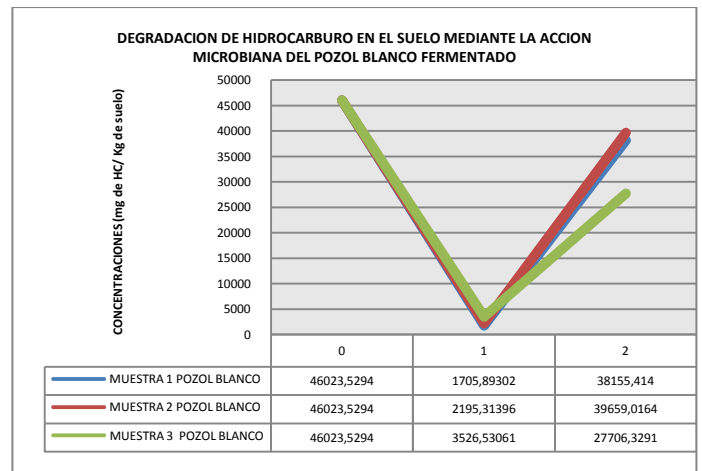 DEGRADACION DE HIDROCARBURO EN EL SUELO MEDIANTE LA ACCION
MICROBIANA DEL POZOL BLANCO FERMENTADO
CONCENTRACIONES (mg de HC/ Kg de suelo)
50000
45000
40000
35000
30000
25000
20000
15000
10000
5000
0
0 1 2
MUESTRA 1 POZOL BLANCO 46023,5294 1705,89302 38155,414
MUESTRA 2 POZOL BLANCO 46023,5294 2195,31396 39659,0164
MUESTRA 3 POZOL BLANCO 46023,5294 3526,53061 27706,3291